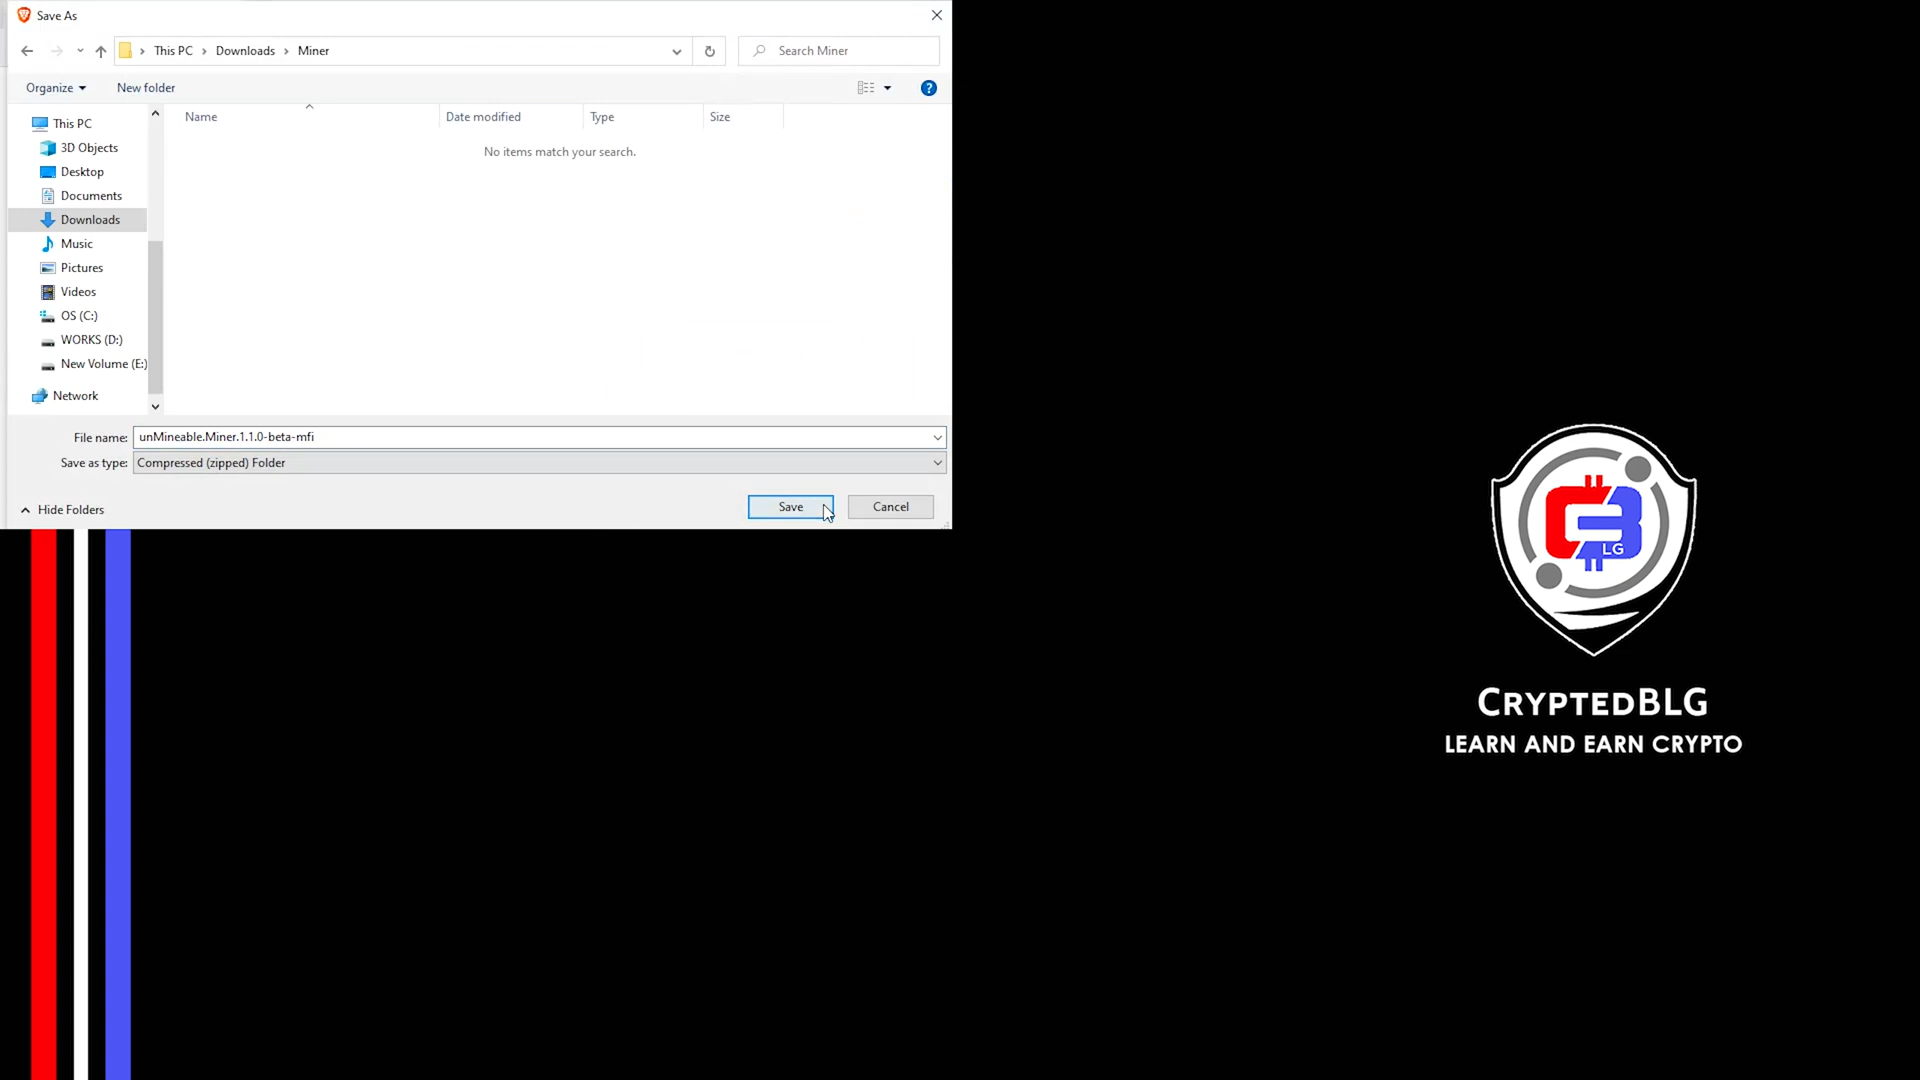 Save As
This PC > Downloads > Miner
Search Miner
Organize
New folder
?
Name
Date modified
Type
Size
No items match your search.
This PC
3D Objects
Desktop
Documents
Downloads
Music
Pictures
Videos
OS (C:)
WORKS (D:)
New Volume (E:)
Network
File name: unMineable.Miner.1.1.0-beta-mfi
Save as type: Compressed (zipped) Folder
Hide Folders
Save
Cancel
LG
CRYPTEDBLG
LEARN AND EARN CRYPTO